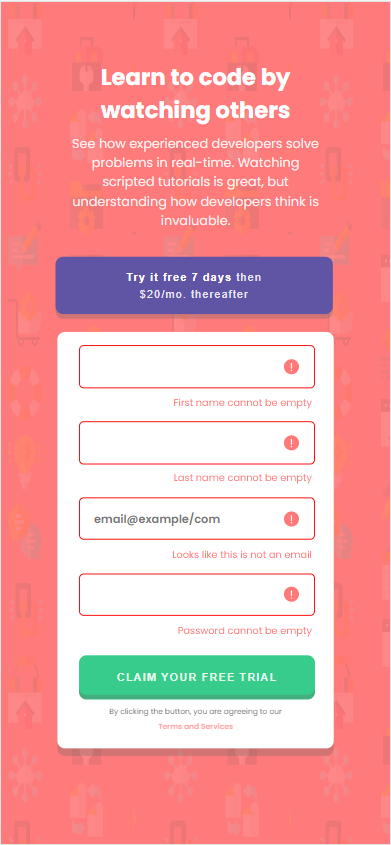 Learn to code by
watching others
See how experienced developers solve
problems in real-time. Watching
scripted tutorials is great, but
understanding how developers think is
invaluable.
Try it free 7 days then
$20/mo. thereafter
!
First name cannot be empty
!
Last name cannot be empty
email@example/com !
Looks like this is not an email
!
Password cannot be empty
CLAIM YOUR FREE TRIAL
By clicking the button, you are agreeing to our
Terms and Services